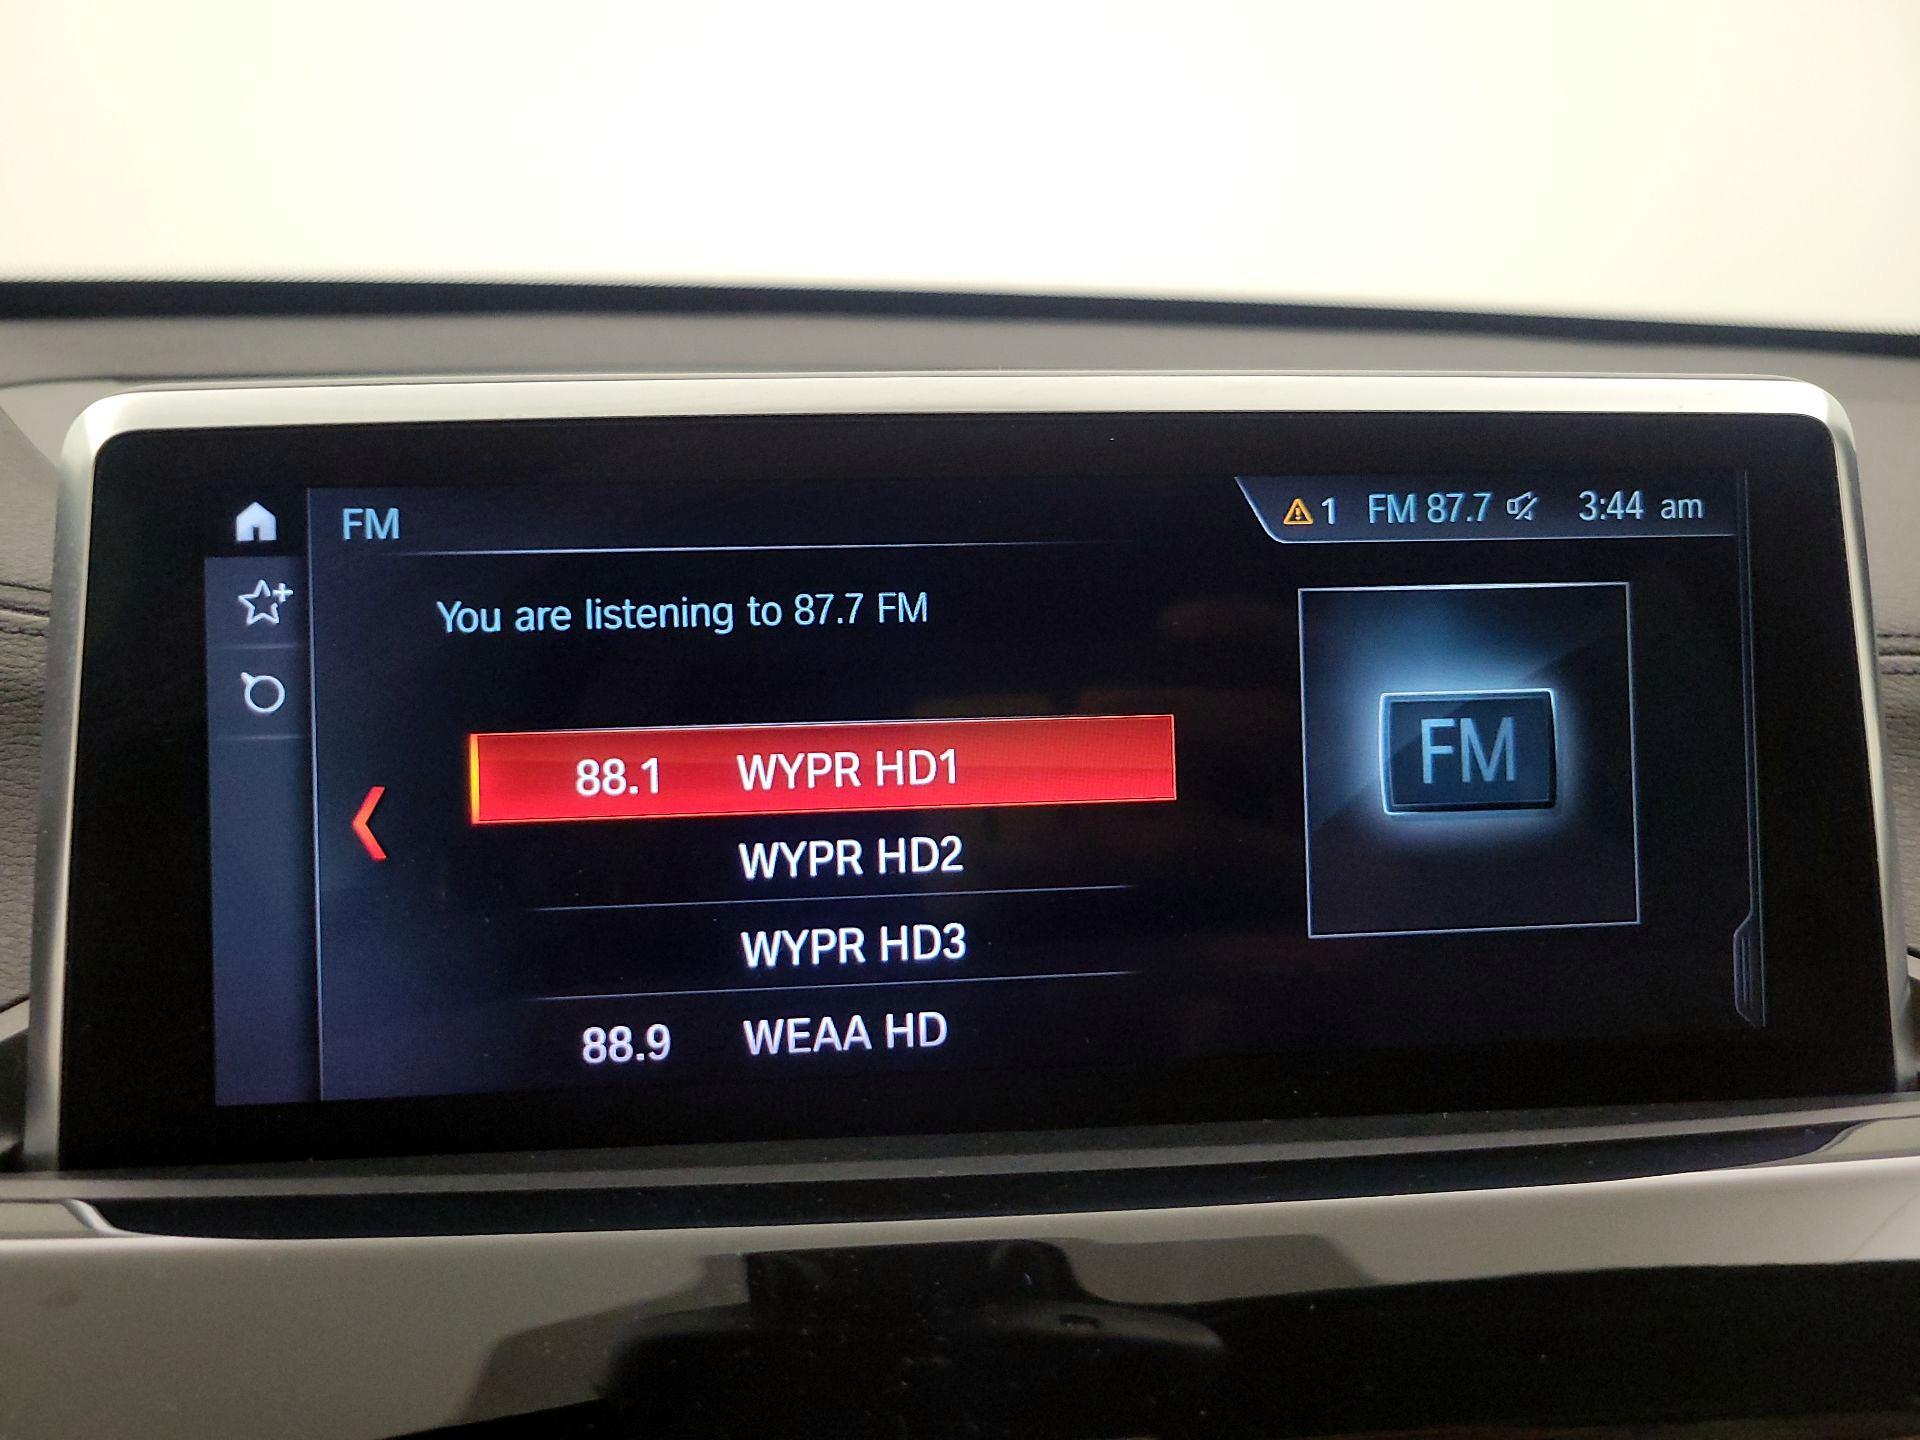 FM
1 FM 87.7 3:44 am
You are listening to 87.7 FM
FM
88.1 WYPR HD1
WYPR HD2
WYPR HD3
88.9 WEAA HD